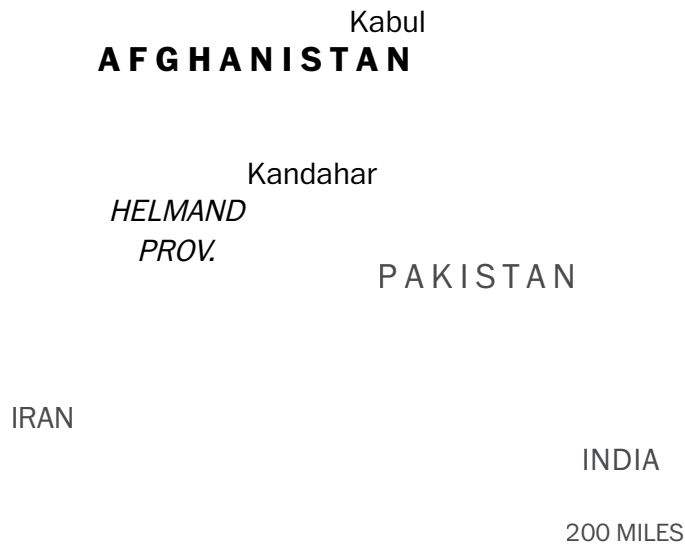 Kabul
AFGHANISTAN
Kandahar
HELMAND
PROV.
PAKISTAN
IRAN
INDIA
200 MILES